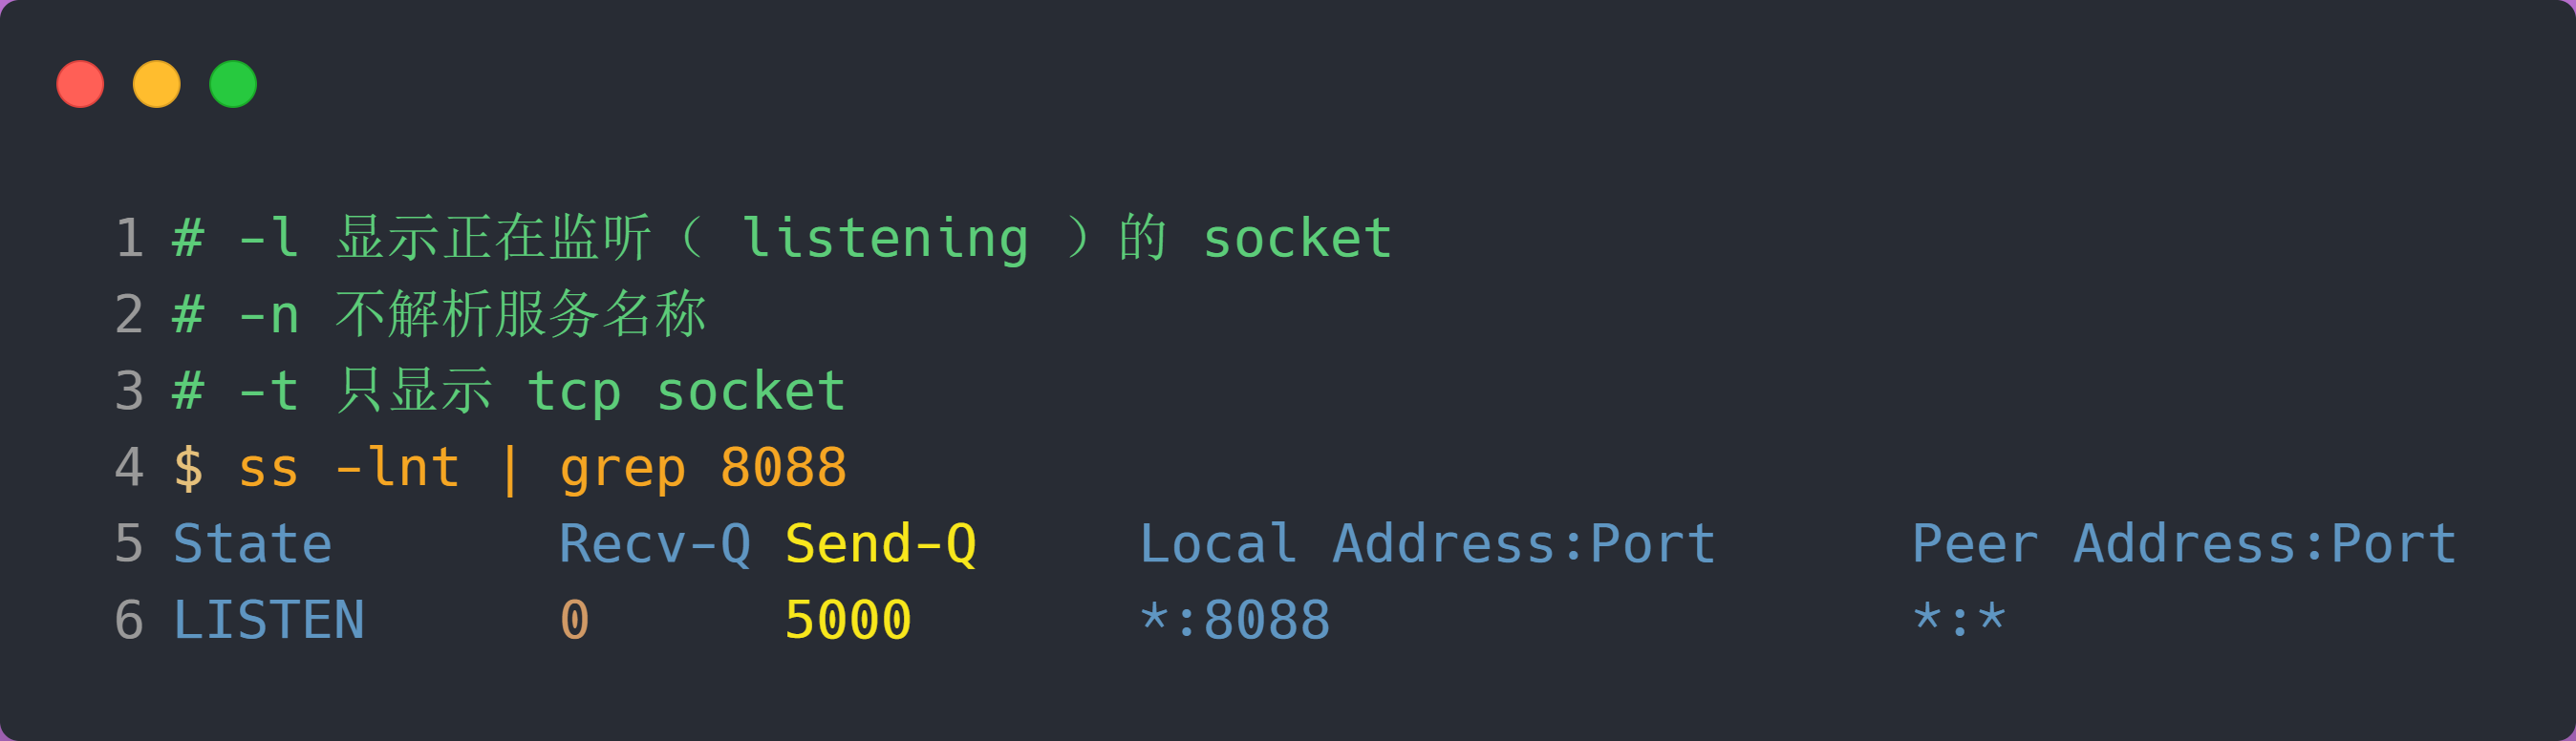 1 # -l 显示正在监听（ listening ）的 socket
2 # -n 不解析服务名称
3 # -t 只显示 tcp socket
4 $ ss -lnt | grep 8088
5 State       Recv-Q Send-Q     Local Address:Port      Peer Address:Port
6 LISTEN      0      5000       *:8088                  *:*